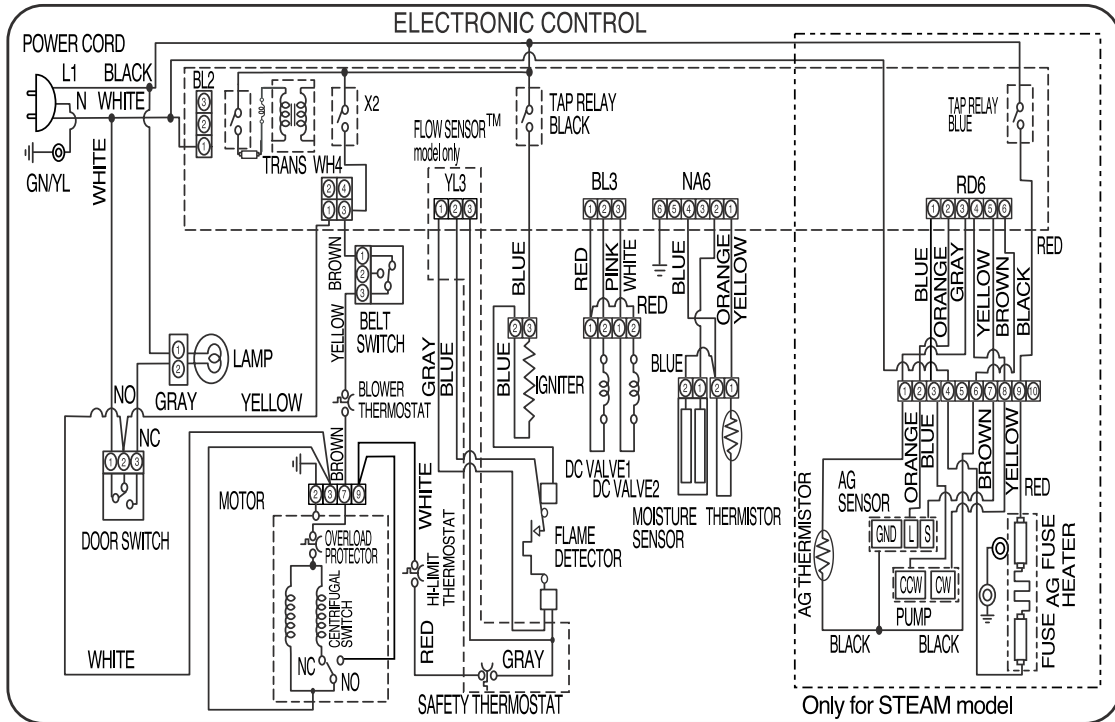 ELECTRONIC CONTROL
POWER CORD
L1 BLACK
N WHITE
GN/YL
WHITE
BL2
3
2
1
TRANS
X2
WH4
2 4
1 3
FLOW SENSOR™
model only
YL3
1 2 3
TAP RELAY
BLACK
BL3
1 2 3
NA6
6 5 4 3 2 1
TAP RELAY
BLUE
RD6
1 2 3 4 5 6
RED
BROWN
1
2
3
BELT
SWITCH
YELLOW
BLOWER
THERMOSTAT
BROWN
1
2
LAMP
GRAY
YELLOW
NO
NC
1 2 3
DOOR SWITCH
WHITE
MOTOR
2 3 7 9
OVERLOAD
PROTECTOR
CENTRIFUGAL
SWITCH
NC
NO
WHITE
HI-LIMIT
THERMOSTAT
RED
GRAY
SAFETY THERMOSTAT
GRAY
BLUE
BLUE
BLUE
2 3
IGNITER
FLAME
DETECTOR
RED
PINK
WHITE
RED
1 2 1 2
DC VALVE1
DC VALVE2
BLUE
ORANGE
YELLOW
BLUE
2 1 2 1
MOISTURE
SENSOR
THERMISTOR
BLUE
ORANGE
GRAY
YELLOW
BROWN
BLACK
1 2 3 4 5 6 7 8 9 10
ORANGE
BLUE
BROWN
YELLOW
RED
AG
SENSOR
GND L S
CCW CW
PUMP
AG THERMISTOR
BLACK
BLACK
FUSE
FUSE
AG
HEATER
Only for STEAM model